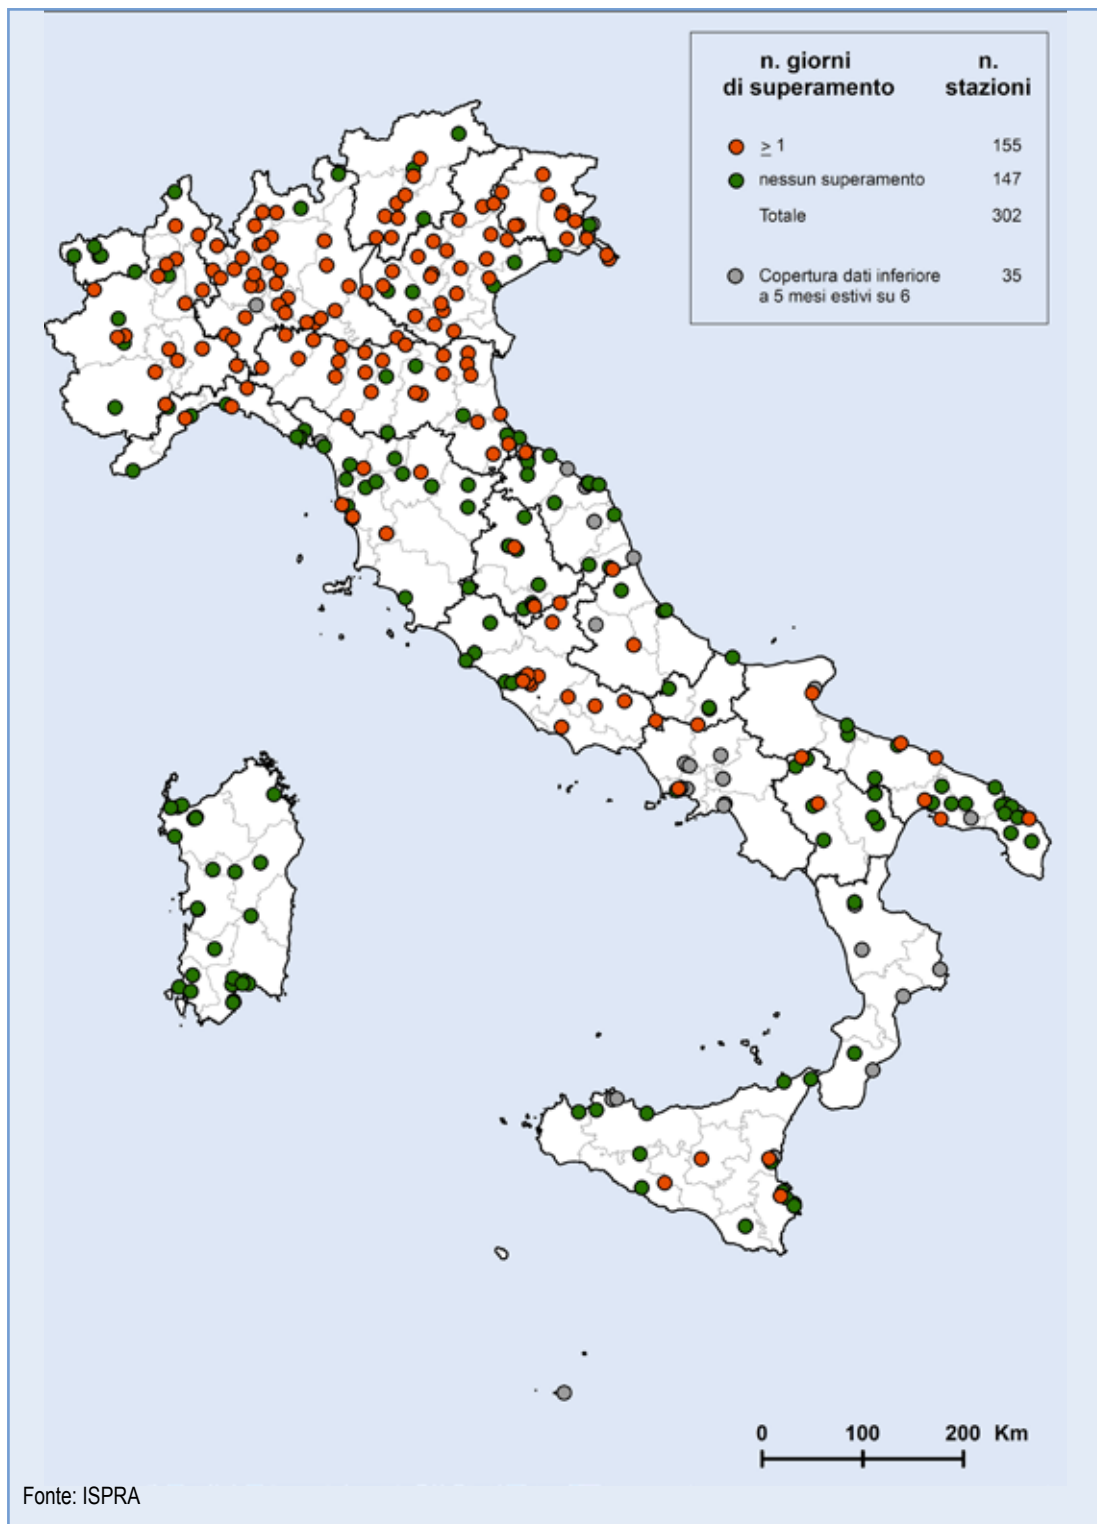 n. giorni
di superamento
n.
stazioni
≥ 1
155
nessun superamento
147
Totale
302
Copertura dati inferiore
a 5 mesi estivi su 6
35
0 100 200 Km
Fonte: ISPRA